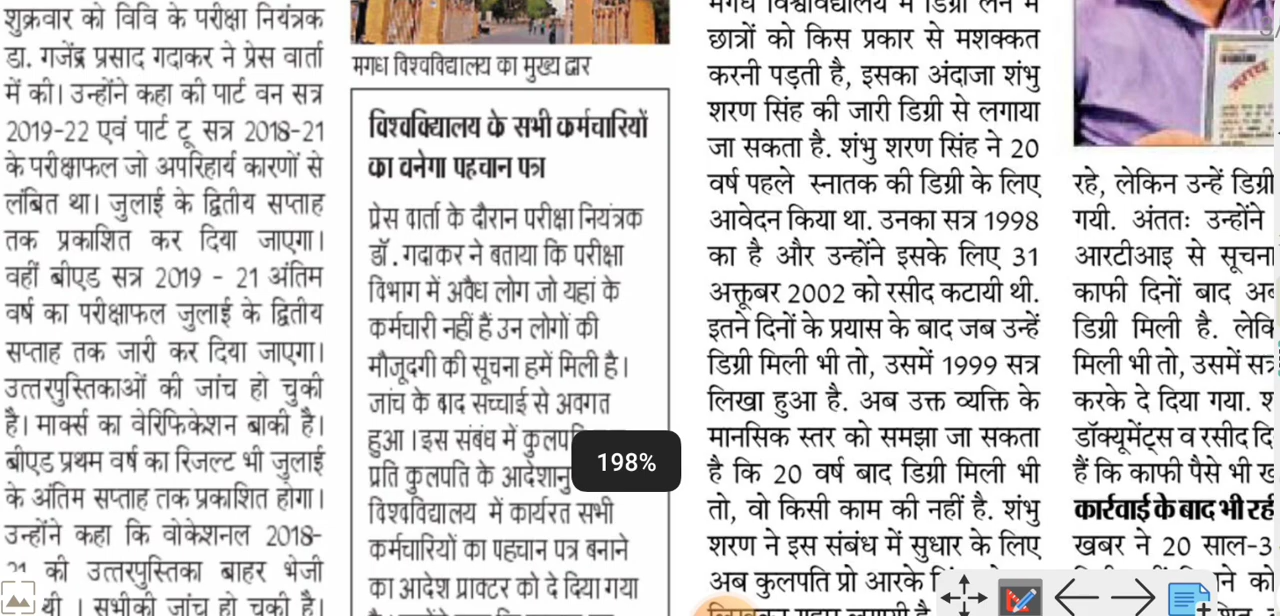 शुक्रवार को विवि के परीक्षा नियंत्रक
डा. गजेंद्र प्रसाद गदाकर ने प्रेस वार्ता
में की। उन्होंने कहा की पार्ट वन सत्र
2019-22 एवं पार्ट टू सत्र 2018-21
के परीक्षाफल जो अपरिहार्य कारणों से
लंबित था। जुलाई के द्वितीय सप्ताह
तक प्रकाशित कर दिया जाएगा।
वहीं बीएड सत्र 2019 - 21 अंतिम
वर्ष का परीक्षाफल जुलाई के द्वितीय
सप्ताह तक जारी कर दिया जाएगा।
उत्तरपुस्तिकाओं की जांच हो चुकी
है। मार्क्स का वेरिफिकेशन बाकी है।
बीएड प्रथम वर्ष का रिजल्ट भी जुलाई
के अंतिम सप्ताह तक प्रकाशित होगा।
उन्होंने कहा कि वोकेशनल 2018-
21 की उत्तरपुस्तिका बाहर भेजी
थी । सभीकी जांच हो चुकी है।
मगध विश्वविद्यालय का मुख्य द्वार
विश्वविद्यालय के सभी कर्मचारियों
का बनेगा पहचान पत्र
प्रेस वार्ता के दौरान परीक्षा नियंत्रक
डॉ. गदाकर ने बताया कि परीक्षा
विभाग में अवैध लोग जो यहां के
कर्मचारी नहीं हैं उन लोगों की
मौजूदगी की सूचना हमें मिली है।
जांच के बाद सच्चाई से अवगत
हुआ ।इस संबंध में
प्रति कुलपति के
विश्वविद्यालय में कार्यरत सभी
कर्मचारियों का पहचान पत्र बनाने
का आदेश प्राक्टर को दे दिया गया
198%
मगध विश्वविद्यालय में डिग्री लेने में
छात्रों को किस प्रकार से मशक्कत
करनी पड़ती है, इसका अंदाजा शंभु
शरण सिंह की जारी डिग्री से लगाया
जा सकता है. शंभु शरण सिंह ने 20
वर्ष पहले स्नातक की डिग्री के लिए
आवेदन किया था. उनका सत्र 1998
का है और उन्होंने इसके लिए 31
अक्तूबर 2002 को रसीद कटायी थी.
इतने दिनों के प्रयास के बाद जब उन्हें
डिग्री मिली भी तो, उसमें 1999 सत्र
लिखा हुआ है. अब उक्त व्यक्ति के
मानसिक स्तर को समझा जा सकता
है कि 20 वर्ष बाद डिग्री मिली भी
तो, वो किसी काम की नहीं है. शंभु
शरण ने इस संबंध में सुधार के लिए
अब कुलपति प्रो आरके
रहे, लेकिन उन्हें डिग्री
गयी. अंततः उन्होंने
आरटीआइ से सूचना
काफी दिनों बाद
डिग्री मिली है.
मिली भी तो, उसमें
करके दे दिया गया.
डॉक्यूमेंट्स व रसीद
हैं कि काफी पैसे भी
कार्रवाई के बाद भी
खबर ने 20 साल-3